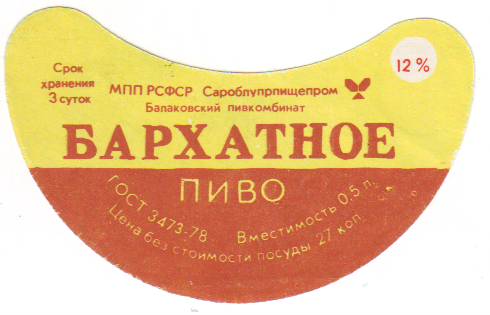 Срок
хранения
3 суток
МПП РСФСР Сароблупрпищепром
Балаковский пивкомбинат
12 %
БАРХАТНОЕ
ПИВО
ГОСТ 3473-78 Вместимость 0,5 л.
Цена без стоимости посуды 27 коп.